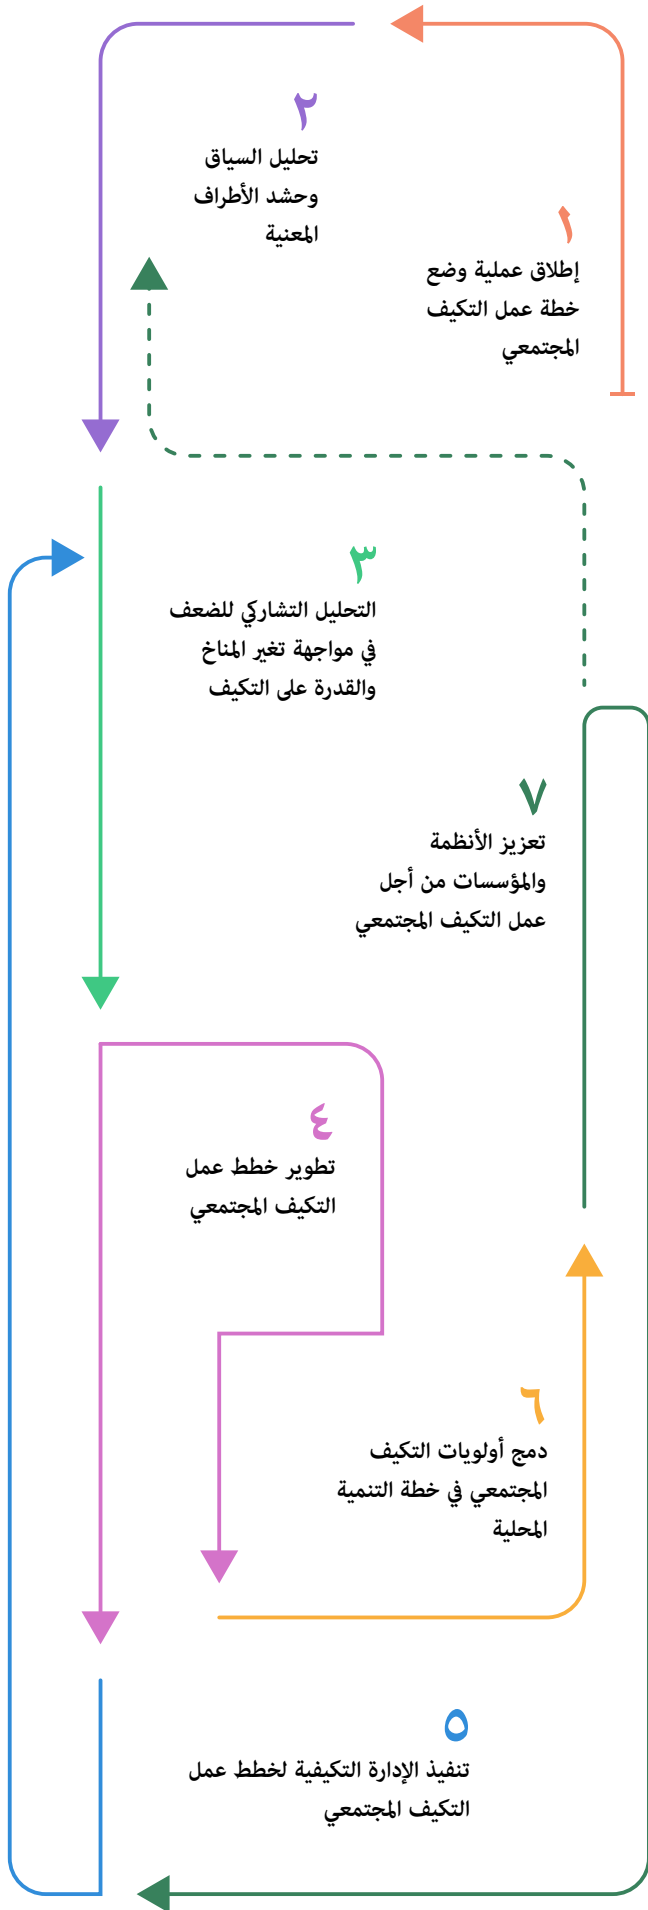 ١
إطلاق عملية وضع
خطة عمل التكيف
المجتمعي
٢
تحليل السياق
وحشد الأطراف
المعنية
٣
التحليل التشاركي للضعف
في مواجهة تغير المناخ
والقدرة على التكيف
٤
تطوير خطط عمل
التكيف المجتمعي
٥
تنفيذ الإدارة التكيفية لخطط عمل
التكيف المجتمعي
٦
دمج أولويات التكيف
المجتمعي في خطة التنمية
المحلية
٧
تعزيز الأنظمة
والمؤسسات من أجل
عمل التكيف المجتمعي